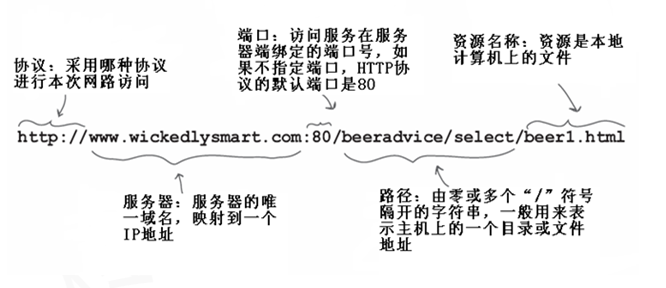 端口：访问服务在服务
器端绑定的端口号，如
果不指定端口，HTTP协
议的默认端口是80
资源名称：资源是本地
计算机上的文件
协议：采用哪种协议
进行本次网路访问
http://www.wickedlysmart.com:80/beeradvice/select/beer1.html
服务器：服务器的唯
一域名，映射到一个
IP地址
路径：由零或多个“/”符号
隔开的字符串，一般用来表
示主机上的一个目录或文件
地址